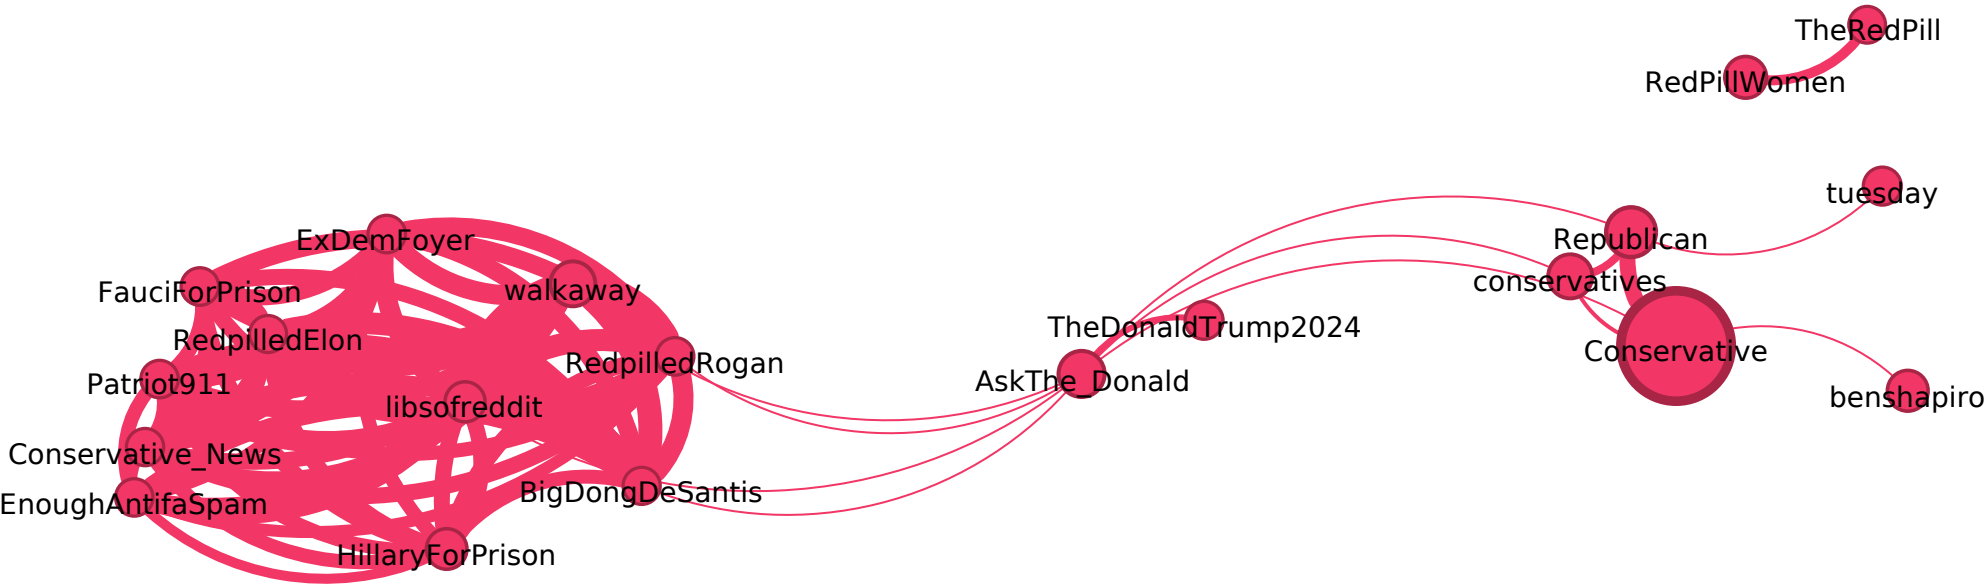 TheRedPill
RedPillWomen
tuesday
Republican
ExDemFoyer
conservatives
walkaway
FauciForPrison
TheDonaldTrump2024
RedpilledElon
Conservative
RedpilledRogan
AskThe_Donald
Patriot911
benshapiro
libsofreddit
Conservative_News
BigDongDeSantis
EnoughAntifaSpam
HillaryForPrison